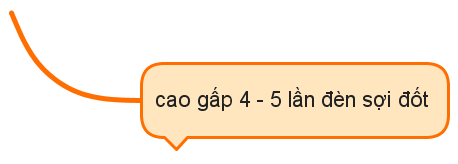 cao gấp 4 - 5 lần đèn sợi đốt